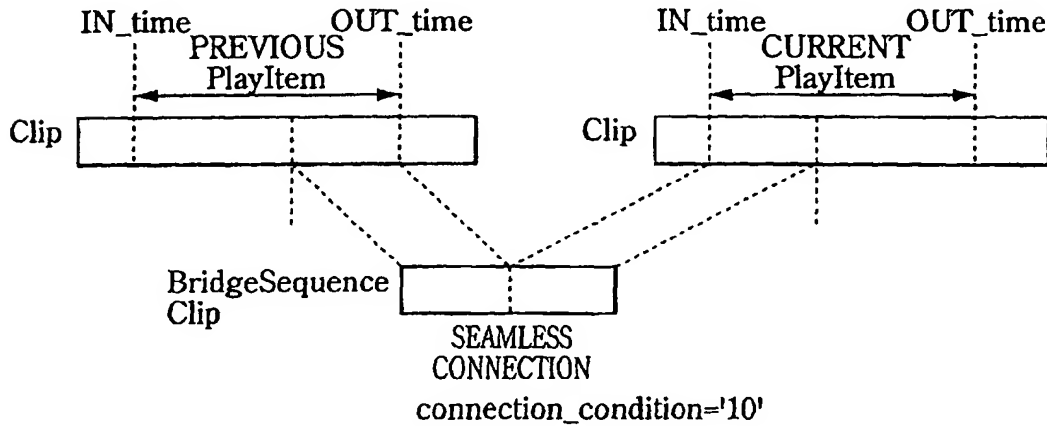 IN_time
OUT_time
PREVIOUS
PlayItem
Clip
IN_time
OUT_time
CURRENT
PlayItem
Clip
BridgeSequence
Clip
SEAMLESS
CONNECTION
connection_condition='10'